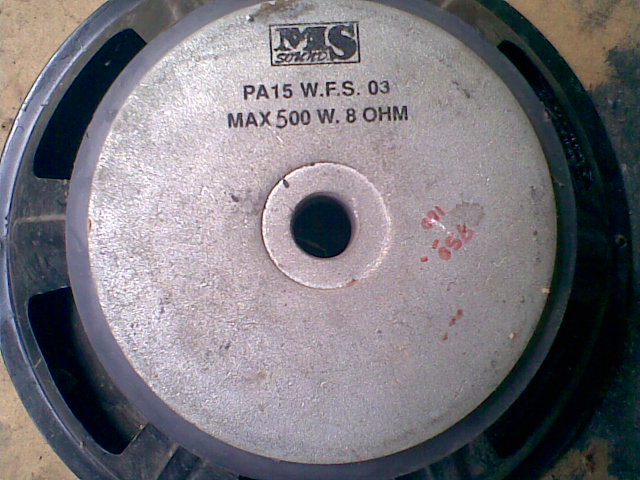 MS
SOUND
PA15 W.F.S. 03
MAX 500 W. 8 OHM